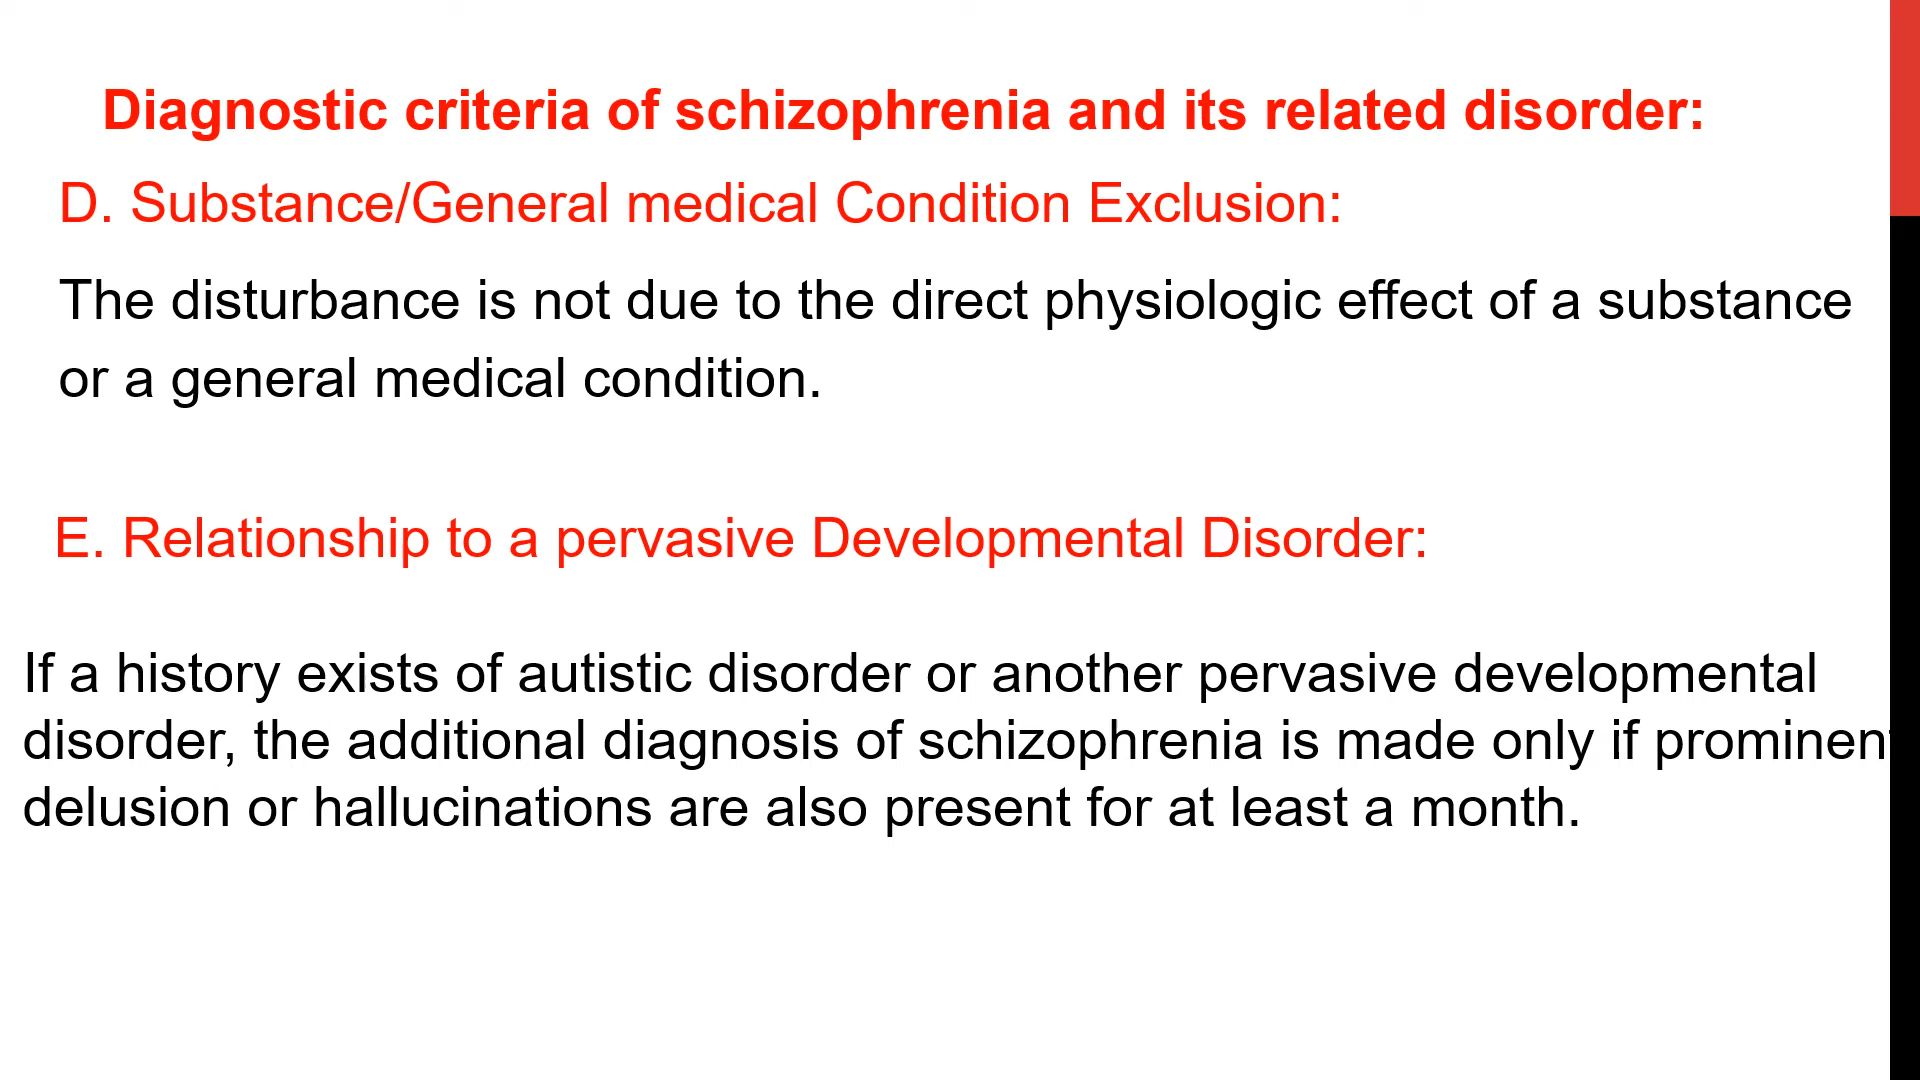 Diagnostic criteria of schizophrenia and its related disorder:
D. Substance/General medical Condition Exclusion:
The disturbance is not due to the direct physiologic effect of a substance
or a general medical condition.
E. Relationship to a pervasive Developmental Disorder:
If a history exists of autistic disorder or another pervasive developmental
disorder, the additional diagnosis of schizophrenia is made only if prominent
delusion or hallucinations are also present for at least a month.